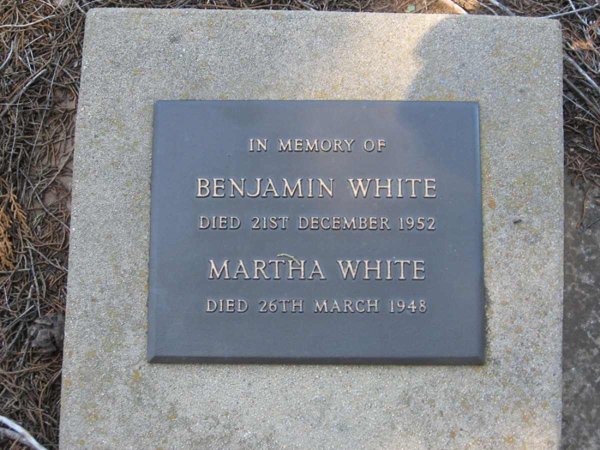 IN MEMORY OF
BENJAMIN WHITE
DIED 21ST DECEMBER 1952
MARTHA WHITE
DIED 26TH MARCH 1948